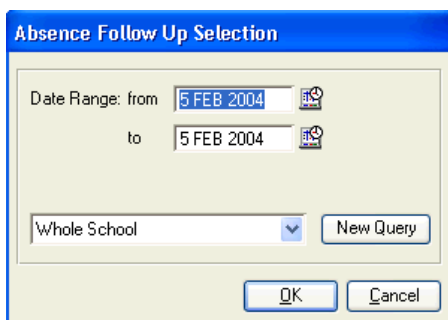 Absence Follow Up Selection
Date Range: from 5 FEB 2004
to 5 FEB 2004
Whole School New Query
OK Cancel